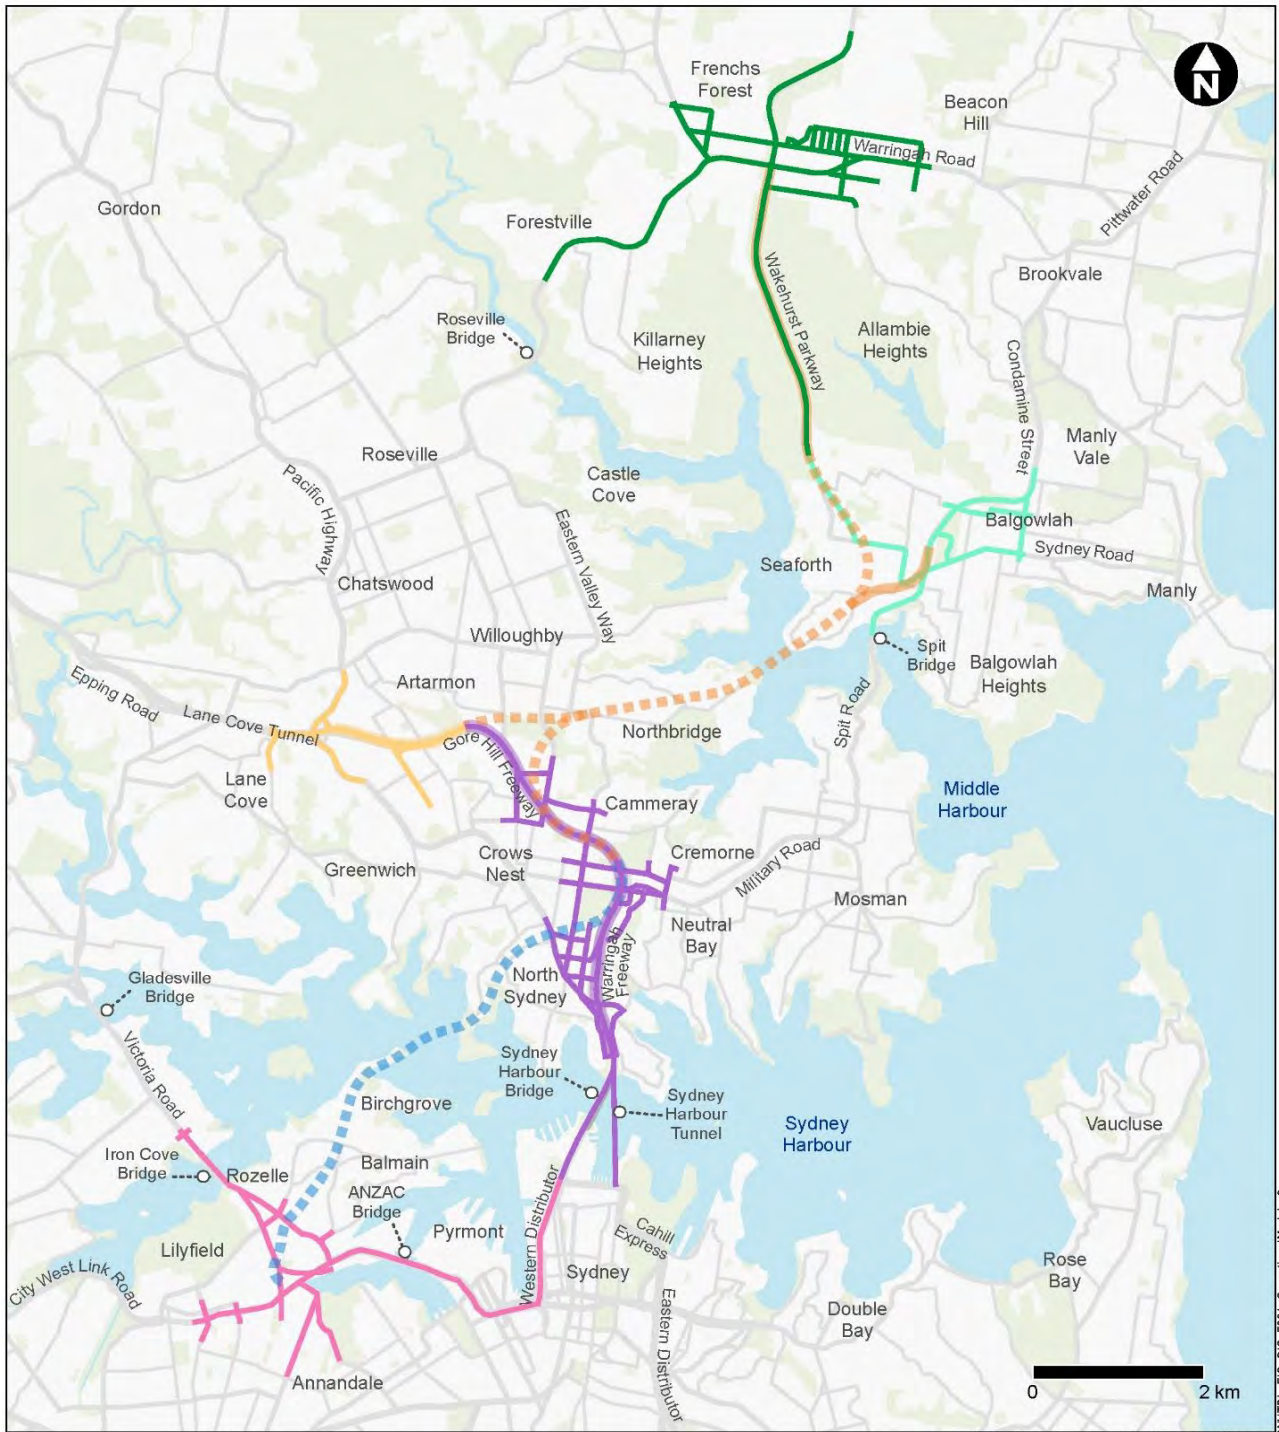 N
Frenchs
Forest
Beacon
Hill
Warringah Road
Pittwater Road
Gordon
Forestville
Brookvale
Wakehurst Parkway
Roseville
Bridge
Killarney
Heights
Allambie
Heights
Condamine Street
Manly
Vale
Roseville
Castle
Cove
Pacific Highway
Eastern Valley Way
Balgowlah
Sydney Road
Seaforth
Chatswood
Manly
Willoughby
Spit
Bridge
Balgowlah
Heights
Artarmon
Epping Road
Lane Cove Tunnel
Spit Road
Northbridge
Gore Hill Freeway
Lane
Cove
Middle
Harbour
Cammeray
Crows
Nest
Cremorne
Military Road
Greenwich
Mosman
Neutral
Bay
Warringah
Freeway
North
Sydney
Gladesville
Bridge
Victoria Road
Sydney
Harbour
Bridge
Sydney
Harbour
Tunnel
Birchgrove
Sydney
Harbour
Vaucluse
Iron Cove
Bridge
Rozelle
Balmain
ANZAC
Bridge
Western Distributor
Pyrmont
Cahill
Express
Lilyfield
City West Link Road
Sydney
Rose
Bay
Eastern Distributor
Double
Bay
Annandale
0 2 km